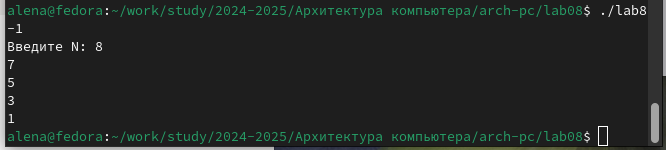 alena@fedora:~/work/study/2024-2025/Архитектура компьютера/arch-pc/lab08$ ./lab8
-1
Введите N: 8
7
5
3
1
alena@fedora:~/work/study/2024-2025/Архитектура компьютера/arch-pc/lab08$